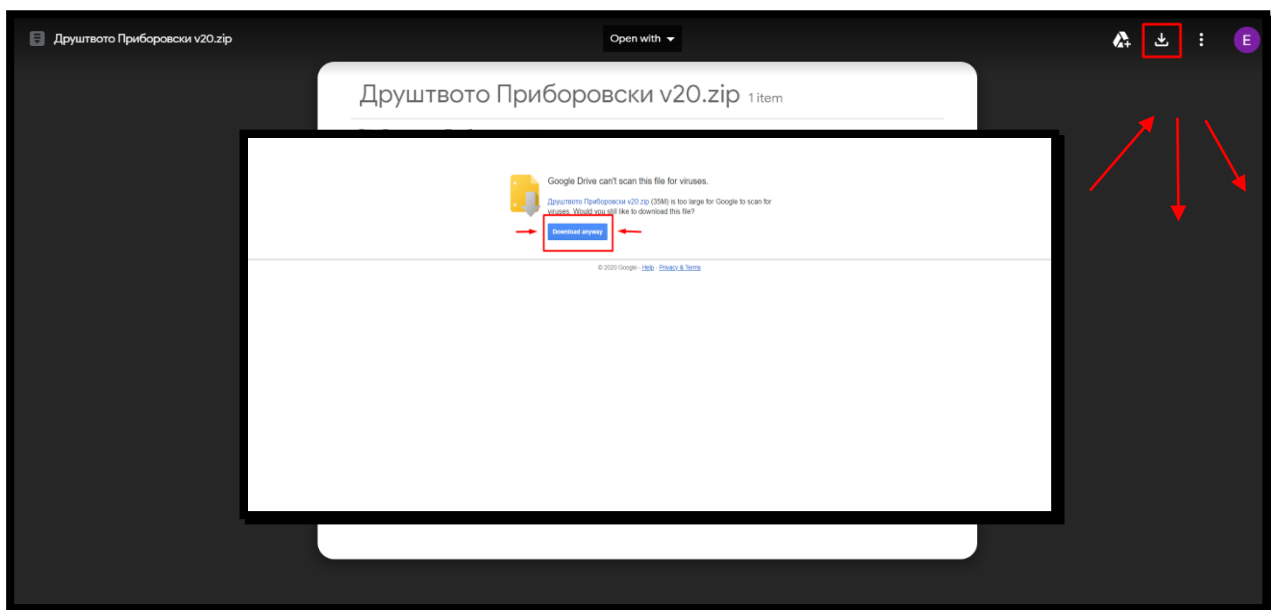 Друштвото Приборовски v20.zip
Open with
E
Друштвото Приборовски v20.zip 1 item
Google Drive can't scan this file for viruses.
Друштвото Приборовски v20.zip (35M) is too large for Google to scan for
viruses. Would you still like to download this file?
Download anyway
© 2020 Google - Help - Privacy & Terms